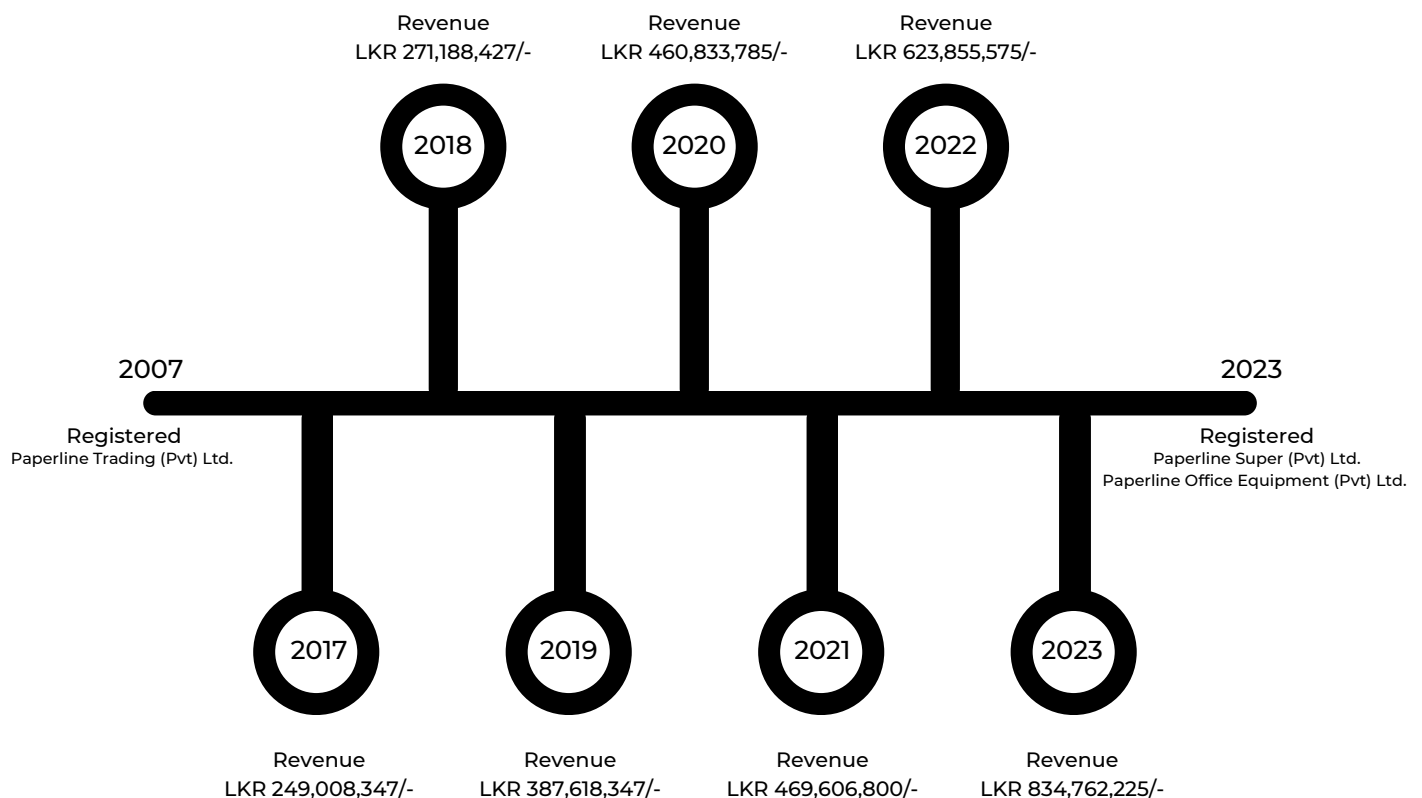 Revenue
LKR 271,188,427/-
Revenue
LKR 460,833,785/-
Revenue
LKR 623,855,575/-
2018
2020
2022
2007
2023
Registered
Paperline Trading (Pvt) Ltd.
Registered
Paperline Super (Pvt) Ltd.
Paperline Office Equipment (Pvt) Ltd.
2017
2019
2021
2023
Revenue
LKR 249,008,347/-
Revenue
LKR 387,618,347/-
Revenue
LKR 469,606,800/-
Revenue
LKR 834,762,225/-